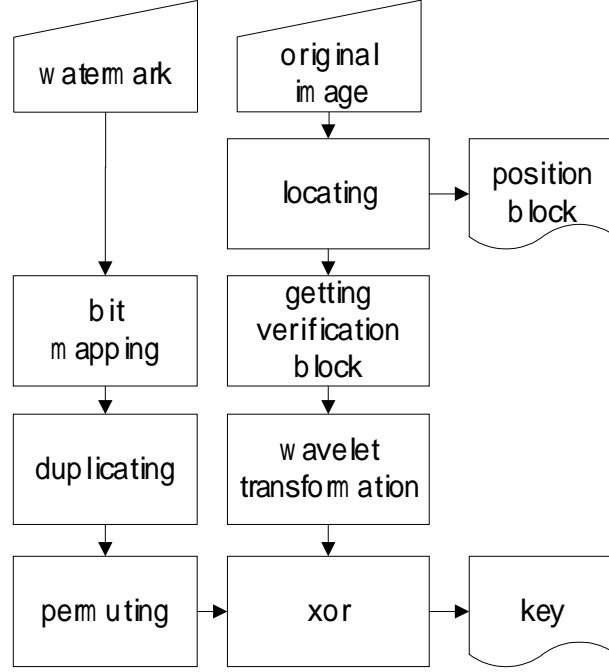 watermark
original
image
locating
position
block
bit
mapping
getting
verification
block
duplicating
wavelet
transformation
permuting
xor
key